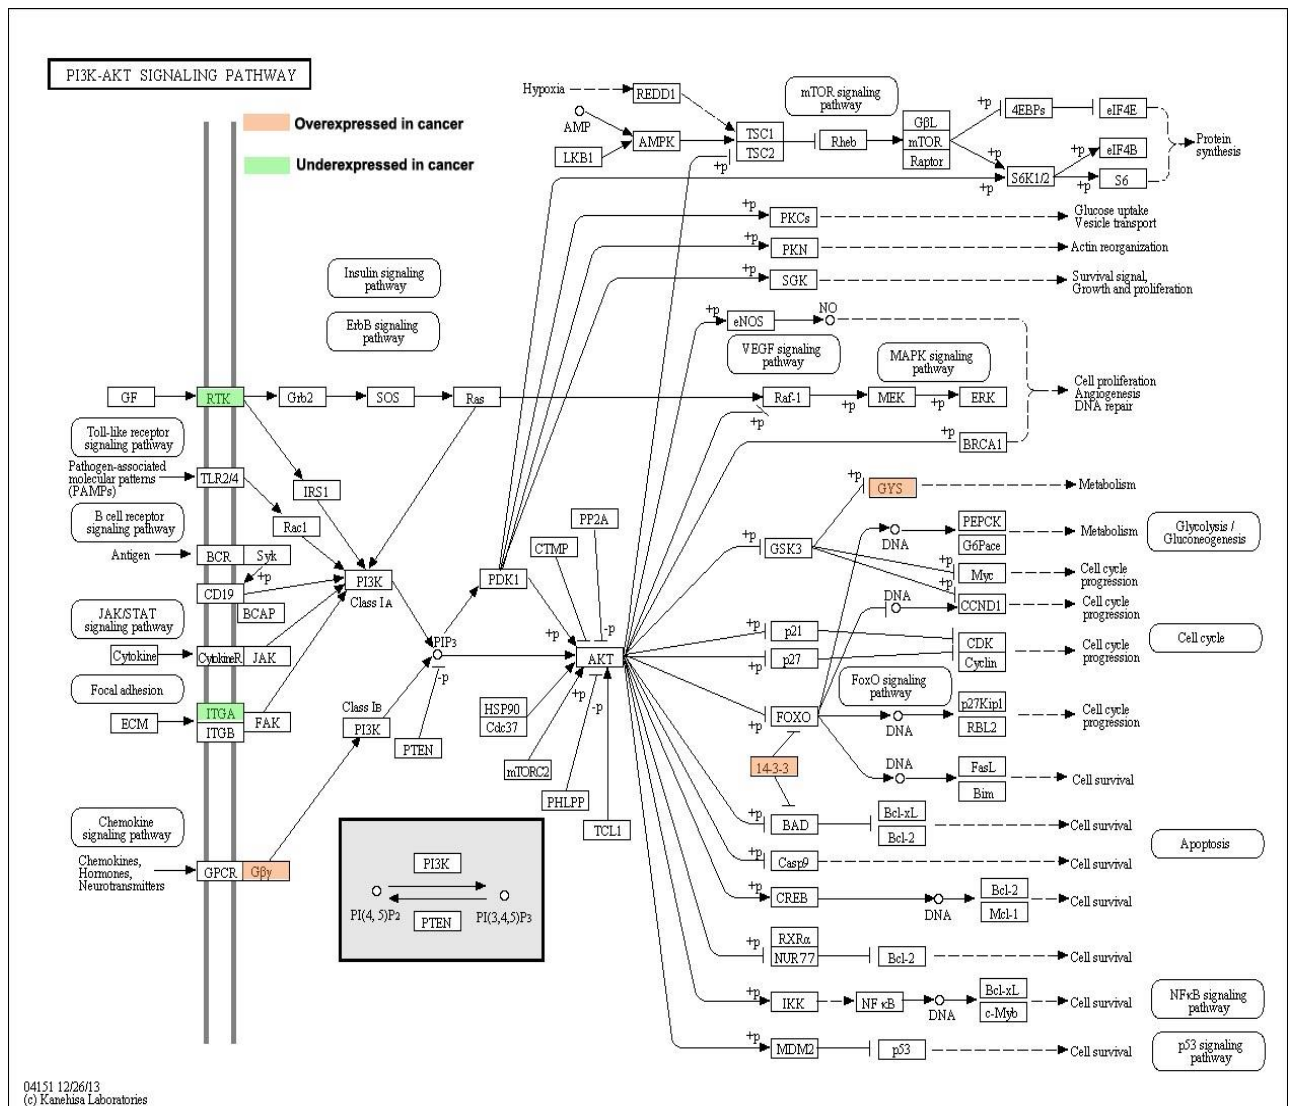 PI3K-AKT SIGNALING PATHWAY
Overexpressed in cancer
Underexpressed in cancer
Hypoxia
REDD1
mTOR signaling
pathway
AMP
LKB1
AMPK
TSC1
TSC2
+p
Rheb
GβL
mTOR
Raptor
+p
4EBPs
eIF4E
+p
+p
S6K1/2
+p
eIF4B
+p
S6
Protein
synthesis
+p
PKCs
Glucose uptake
Vesicle transport
+p
PKN
Actin reorganization
+p
SGK
Survival signal,
Growth and proliferation
Insulin signaling
pathway
ErbB signaling
pathway
+p
eNOS
NO
VEGF signaling
pathway
MAPK signaling
pathway
GF
RTK
Grb2
SOS
Ras
Raf-1
+p
MEK
+p
ERK
+p
Cell proliferation
Angiogenesis
DNA repair
+p
BRCA1
Toll-like receptor
signaling pathway
Pathogen-associated
molecular patterns
(PAMPs)
TLR2/4
IRS1
Rac1
B cell receptor
signaling pathway
Antigen
BCR
Syk
+p
CD19
BCAP
PI3K
Class IA
PDK1
CTMP
PP2A
+p
-p
+p
GYS
Metabolism
+p
GSK3
DNA
PEPCK
G6Pace
Metabolism
Glycolysis /
Gluconeogenesis
Myc
Cell cycle
progression
DNA
CCND1
Cell cycle
progression
JAK/STAT
signaling pathway
Cytokine
CytokineR
JAK
PIP3
-p
AKT
+p
p21
+p
p27
CDK
Cyclin
Cell cycle
progression
Cell cycle
Focal adhesion
ECM
ITGA
ITGB
FAK
Class IB
PI3K
PTEN
HSP90
Cdc37
+p
-p
mTORC2
PHLPP
TCL1
FoxO signaling
pathway
+p
FOXO
DNA
p27Kip1
RBL2
Cell cycle
progression
14-3-3
DNA
FasL
Bim
Cell survival
Chemokine
signaling pathway
Chemokines,
Hormones,
Neurotransmitters
GPCR
Gβγ
PI3K
PI(4, 5)P2
PI(3,4,5)P3
PTEN
+p
BAD
Bcl-xL
Bcl-2
Cell survival
Apoptosis
+p
Casp9
Cell survival
+p
CREB
DNA
Bcl-2
Mcl-1
Cell survival
+p
RXRα
NUR77
Bcl-2
Cell survival
+p
IKK
NFκB
DNA
Bcl-xL
c-Myb
Cell survival
NFκB signaling
pathway
+p
MDM2
p53
Cell survival
p53 signaling
pathway
04151 12/26/13
(c) Kanehisa Laboratories